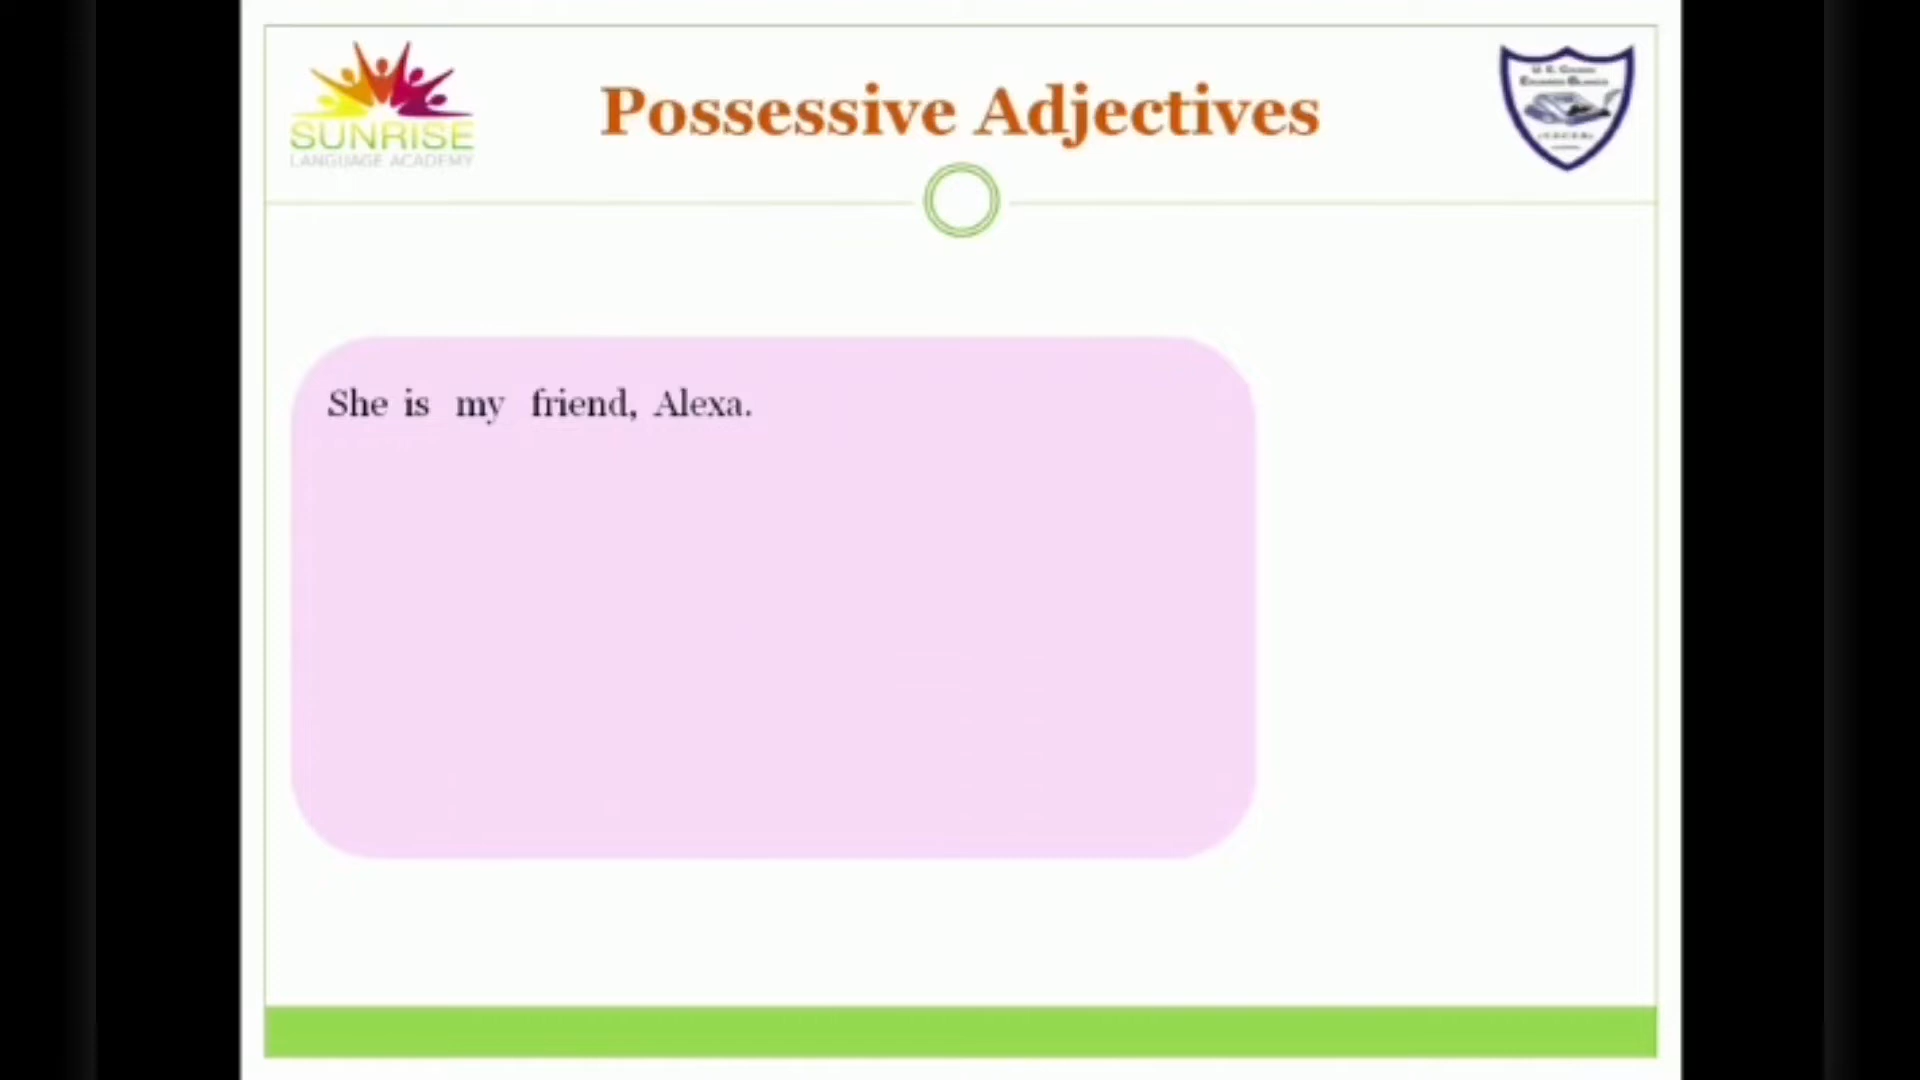 SUNRISE
LANGUAGE ACADEMY
Possessive Adjectives
She is my friend, Alexa.